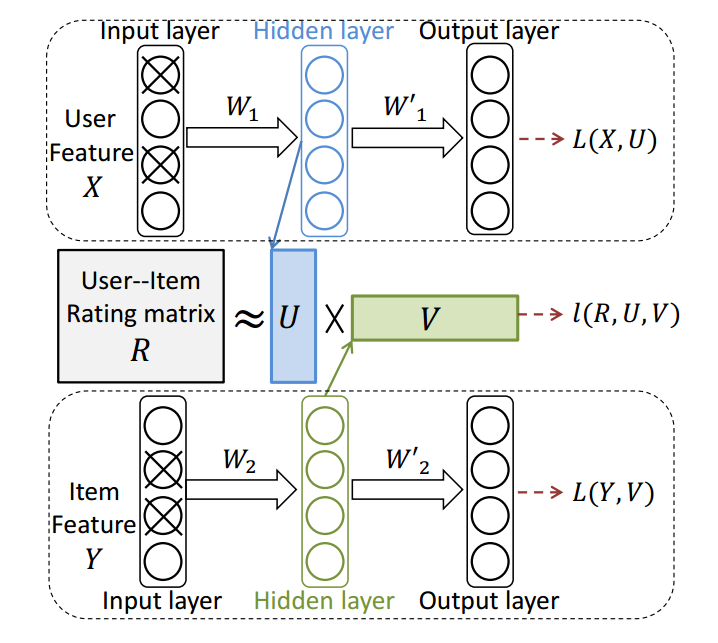 Input layer
Hidden layer
Output layer
W₁
W'₁
User
Feature
X
L(X,U)
User--Item
Rating matrix
R
≈
U
X
V
l(R,U,V)
W₂
W'₂
Item
Feature
Y
L(Y,V)
Input layer
Hidden layer
Output layer